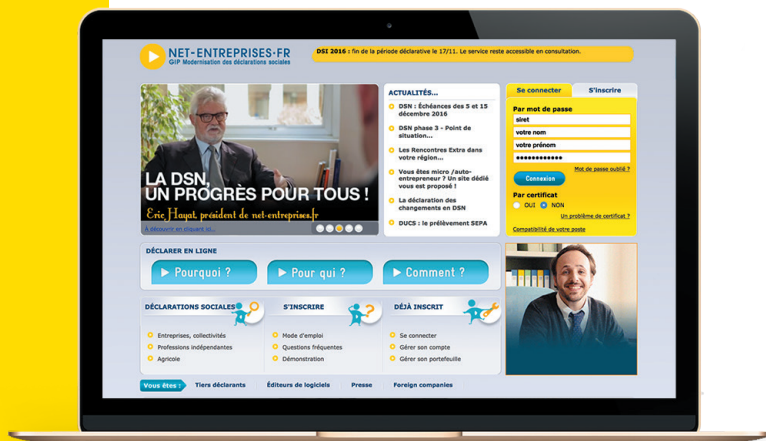 NET-ENTREPRISES·FR
GIP Modernisation des déclarations sociales
DSI 2016 : fin de la période déclarative le 17/11. Le service reste accessible en consultation.
LA DSN,
UN PROGRÈS POUR TOUS !
Eric Hayat, président de net-entreprises.fr
À découvrir en cliquant ici...
ACTUALITÉS...
DSN : Échéances des 5 et 15
décembre 2016
DSN phase 3 - Point de
situation...
Les Rencontres Extra dans
votre région...
Vous êtes micro /auto-
entrepreneur ? Un site dédié
vous est proposé !
La déclaration des
changements en DSN
DUCS : le prélèvement SEPA
Se connecter
S'inscrire
Par mot de passe
siret
votre nom
votre prénom
Mot de passe oublié ?
Connexion
Par certificat
OUI
NON
Un problème de certificat ?
Compatibilité de votre poste
DÉCLARER EN LIGNE
Pourquoi ?
Pour qui ?
Comment ?
DÉCLARATIONS SOCIALES
Entreprises, collectivités
Professions indépendantes
Agricole
S'INSCRIRE
Mode d'emploi
Questions fréquentes
Démonstration
DÉJÀ INSCRIT
Se connecter
Gérer son compte
Gérer son portefeuille
Vous êtes :
Tiers déclarants
Éditeurs de logiciels
Presse
Foreign companies